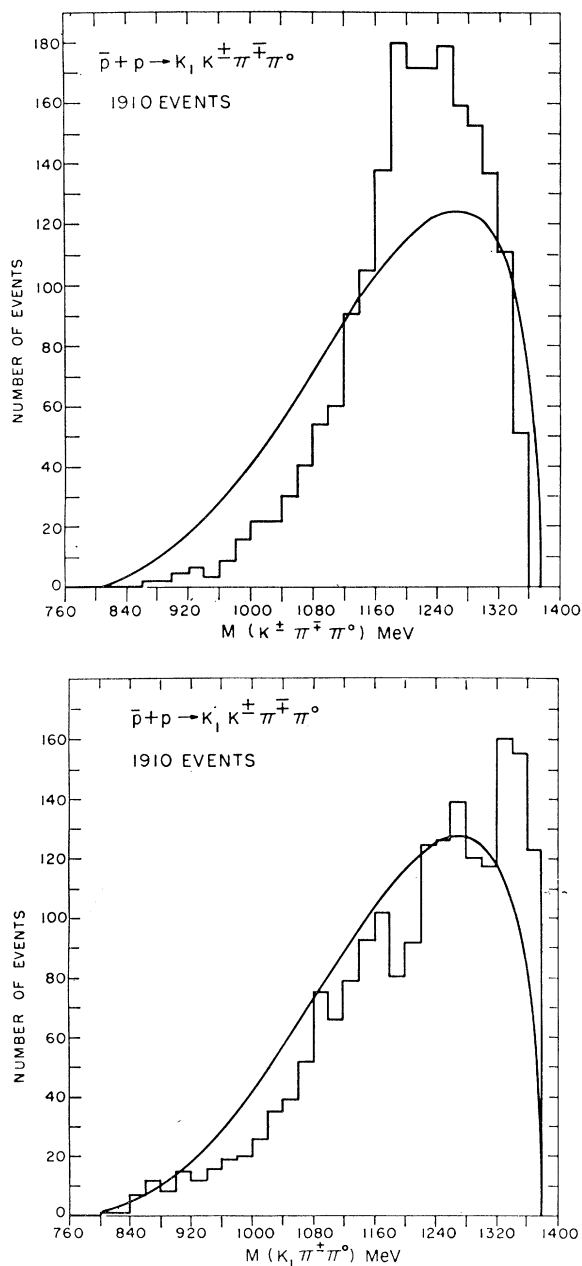 180
160
140
120
100
80
60
40
20
0
NUMBER OF EVENTS
p̄ + p → K₁ K± π∓ π°
1910 EVENTS
760 840 920 1000 1080 1160 1240 1320 1400
M (K± π∓ π°) MeV
160
140
120
100
80
60
40
20
0
NUMBER OF EVENTS
p̄ + p → K₁ K± π∓ π°
1910 EVENTS
760 840 920 1000 1080 1160 1240 1320 1400
M (K₁ π± π°) MeV